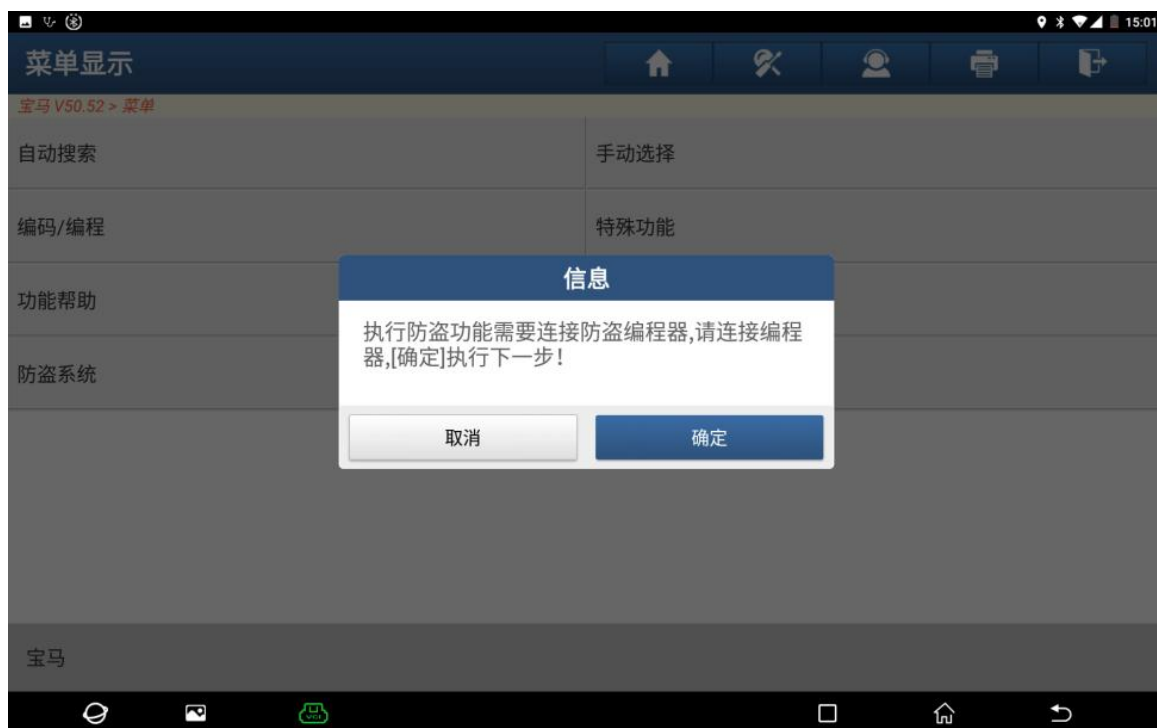 15:01
菜单显示
宝马 V50.52 > 菜单
自动搜索
手动选择
编码/编程
特殊功能
功能帮助
防盗系统
信息
执行防盗功能需要连接防盗编程器,请连接编程
器,[确定]执行下一步!
取消
确定
宝马
VCI